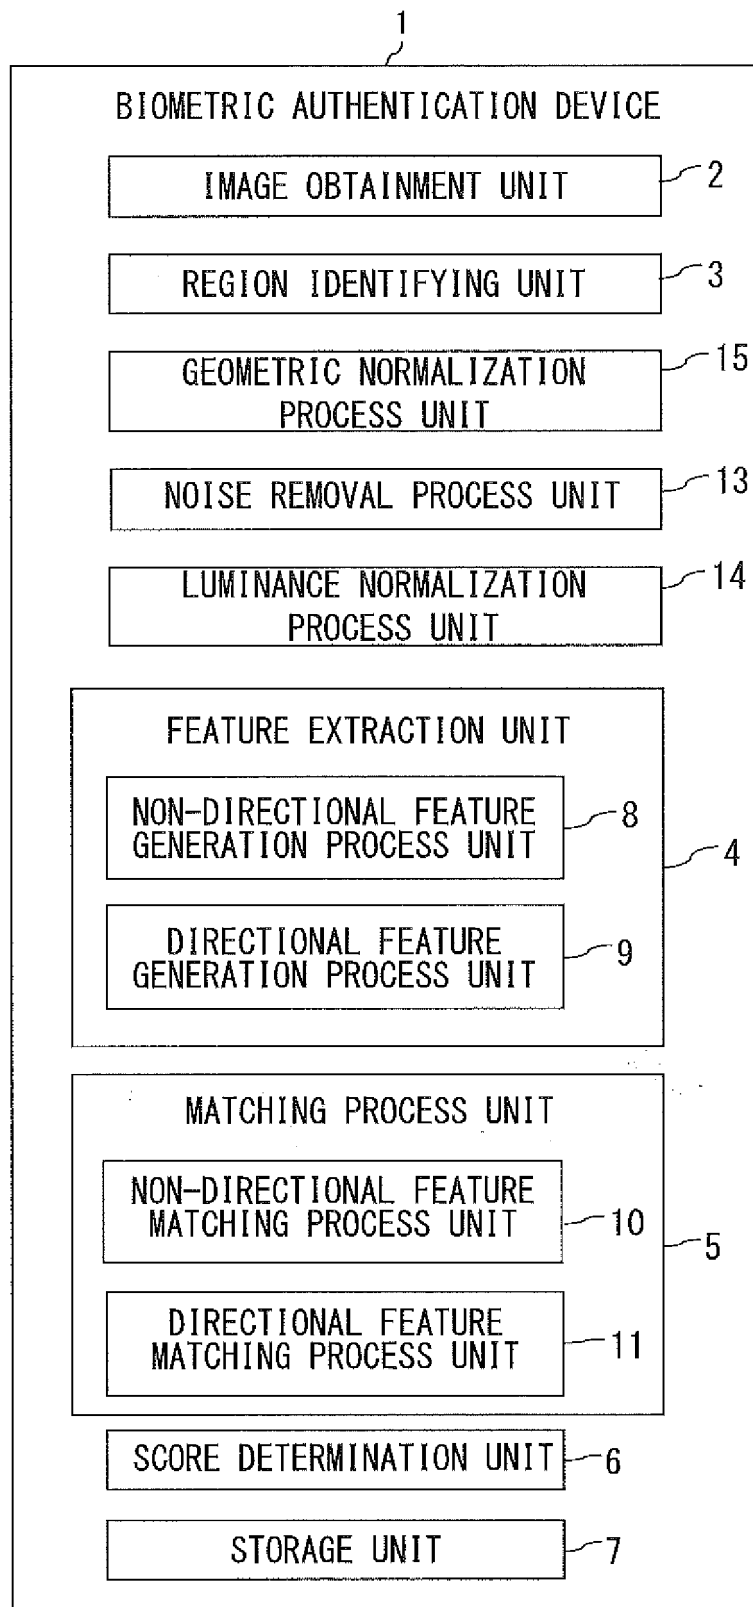 1
BIOMETRIC AUTHENTICATION DEVICE
IMAGE OBTAINMENT UNIT
2
REGION IDENTIFYING UNIT
3
GEOMETRIC NORMALIZATION
PROCESS UNIT
15
NOISE REMOVAL PROCESS UNIT
13
LUMINANCE NORMALIZATION
PROCESS UNIT
14
FEATURE EXTRACTION UNIT
NON-DIRECTIONAL FEATURE
GENERATION PROCESS UNIT
8
4
DIRECTIONAL FEATURE
GENERATION PROCESS UNIT
9
MATCHING PROCESS UNIT
NON-DIRECTIONAL FEATURE
MATCHING PROCESS UNIT
10
5
DIRECTIONAL FEATURE
MATCHING PROCESS UNIT
11
SCORE DETERMINATION UNIT
6
STORAGE UNIT
7